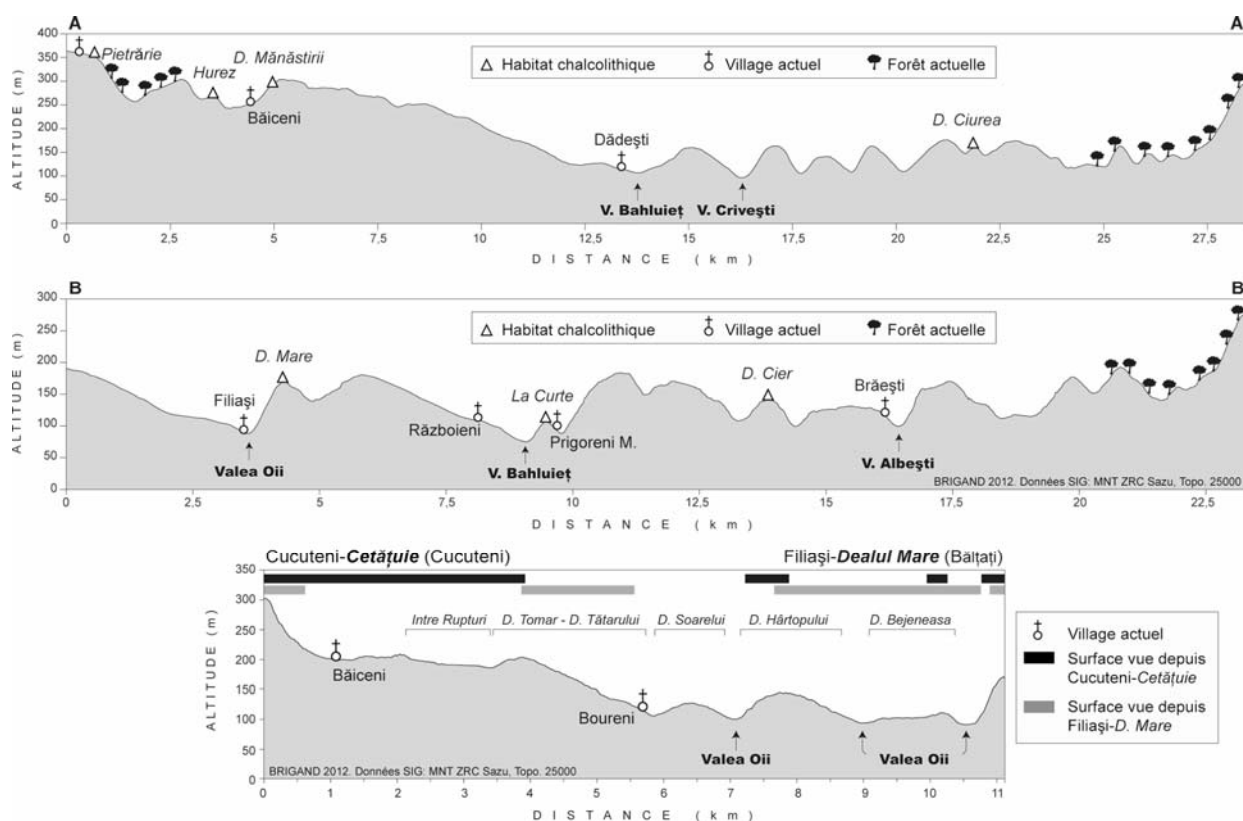 A A
ALTITUDE (m)
400
350
300
250
200
150
100
50
0
Pietrărie
Hurez
D. Mănăstirii
Băiceni
Habitat chalcolithique Village actuel Forêt actuelle
Dădeşti
V. Bahluieţ
V. Criveşti
D. Ciurea
0 2,5 5 7,5 10 12,5 15 17,5 20 22,5 25 27,5
DISTANCE (km)
B B
ALTITUDE (m)
300
250
200
150
100
50
0
Habitat chalcolithique Village actuel Forêt actuelle
Filiaşi
D. Mare
Valea Oii
Războieni
La Curte
Prigoreni M.
V. Bahluieţ
D. Cier
Brăeşti
V. Albeşti
BRIGAND 2012. Données SIG: MNT ZRC Sazu, Topo. 25000
0 2,5 5 7,5 10 12,5 15 17,5 20 22,5
DISTANCE (km)
Cucuteni-Cetăţuie (Cucuteni) Filiaşi-Dealul Mare (Bălţaţi)
ALTITUDE (m)
350
300
250
200
150
100
50
0
Intre Rupturi D. Tomar - D. Tătarului D. Soarelui D. Hârtopului D. Bejeneasa
Băiceni
Boureni
Valea Oii Valea Oii
BRIGAND 2012. Données SIG: MNT ZRC Sazu, Topo. 25000
0 1 2 3 4 5 6 7 8 9 10 11
DISTANCE (km)
Village actuel
Surface vue depuis
Cucuteni-Cetăţuie
Surface vue depuis
Filiaşi-D. Mare